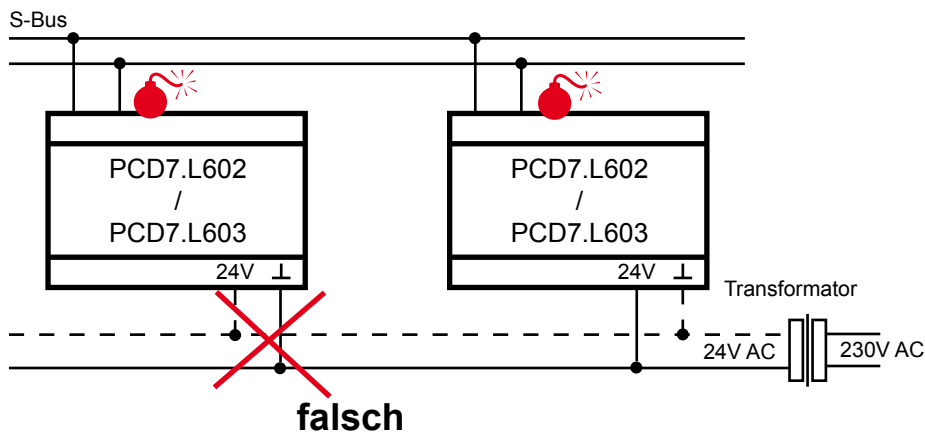 S-Bus
PCD7.L602
/
PCD7.L603
24V ⊥
PCD7.L602
/
PCD7.L603
24V ⊥
Transformator
24V AC
230V AC
falsch